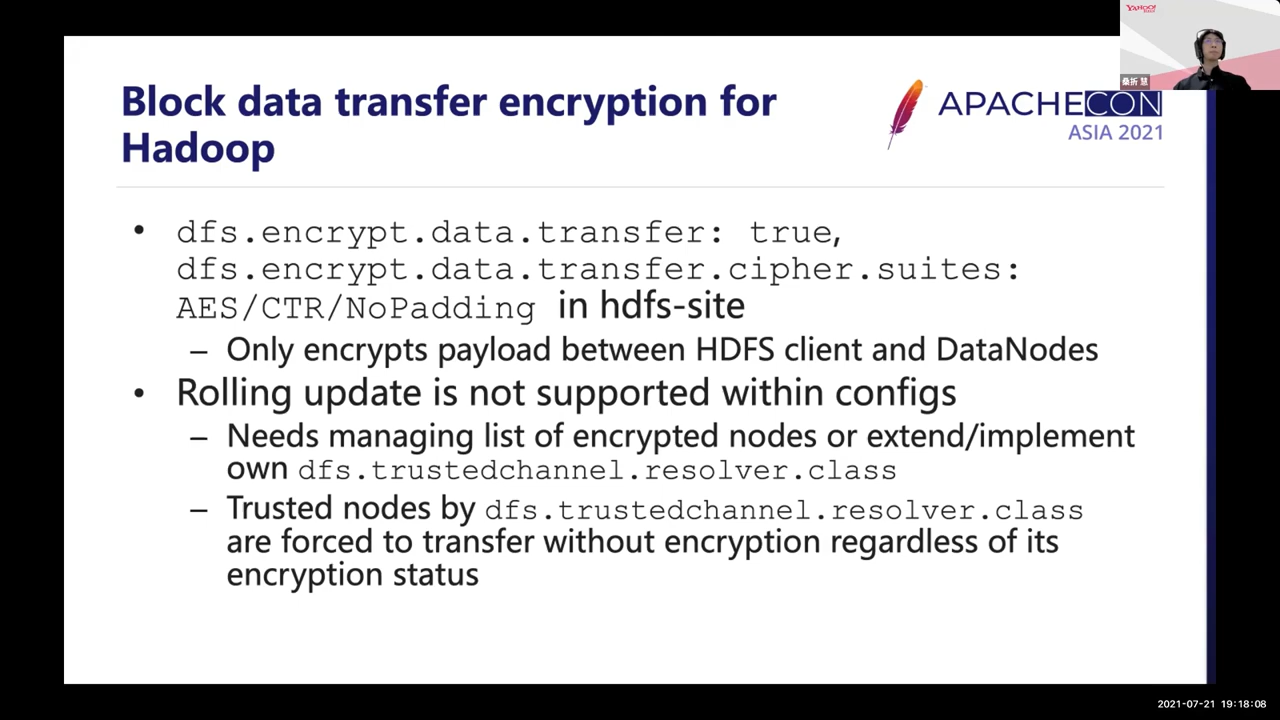 YAHOO!
桑折 慧
Block data transfer encryption for
Hadoop
APACHECON
ASIA 2021
• dfs.encrypt.data.transfer: true,
dfs.encrypt.data.transfer.cipher.suites:
AES/CTR/NoPadding in hdfs-site
– Only encrypts payload between HDFS client and DataNodes
• Rolling update is not supported within configs
– Needs managing list of encrypted nodes or extend/implement
own dfs.trustedchannel.resolver.class
– Trusted nodes by dfs.trustedchannel.resolver.class
are forced to transfer without encryption regardless of its
encryption status
2021-07-21 19:18:08